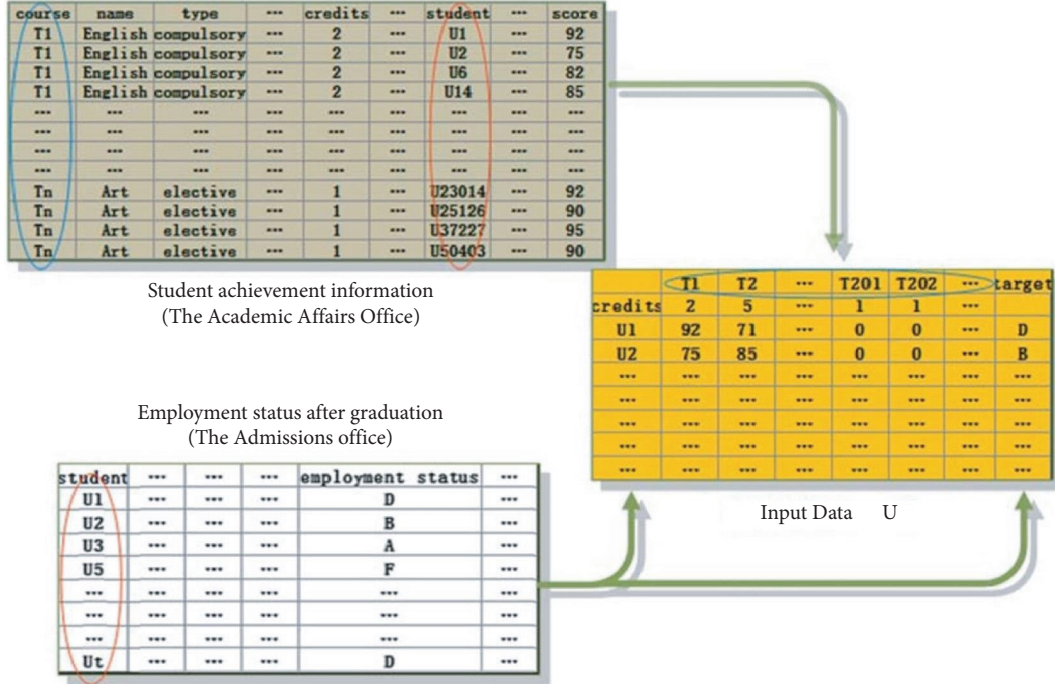 course name type --- credits --- student --- score
T1 English compulsory --- 2 --- U1 --- 92
T1 English compulsory --- 2 --- U2 --- 75
T1 English compulsory --- 2 --- U6 --- 82
T1 English compulsory --- 2 --- U14 --- 85
--- --- --- --- --- --- --- --- ---
--- --- --- --- --- --- --- --- ---
--- --- --- --- --- --- --- --- ---
--- --- --- --- --- --- --- --- ---
Tn Art elective --- 1 --- U23014 --- 92
Tn Art elective --- 1 --- U25126 --- 90
Tn Art elective --- 1 --- U37227 --- 95
Tn Art elective --- 1 --- U50403 --- 90
Student achievement information
(The Academic Affairs Office)
T1 T2 --- T201 T202 --- target
credits 2 5 --- 1 1 ---
U1 92 71 --- 0 0 --- D
U2 75 85 --- 0 0 --- B
--- --- --- --- --- --- --- ---
--- --- --- --- --- --- --- ---
--- --- --- --- --- --- --- ---
--- --- --- --- --- --- --- ---
--- --- --- --- --- --- --- ---
Input Data U
Employment status after graduation
(The Admissions office)
student --- --- --- employment status ---
U1 --- --- --- D ---
U2 --- --- --- B ---
U3 --- --- --- A ---
U5 --- --- --- F ---
--- --- --- --- --- ---
--- --- --- --- --- ---
--- --- --- --- --- ---
Ut --- --- --- D ---